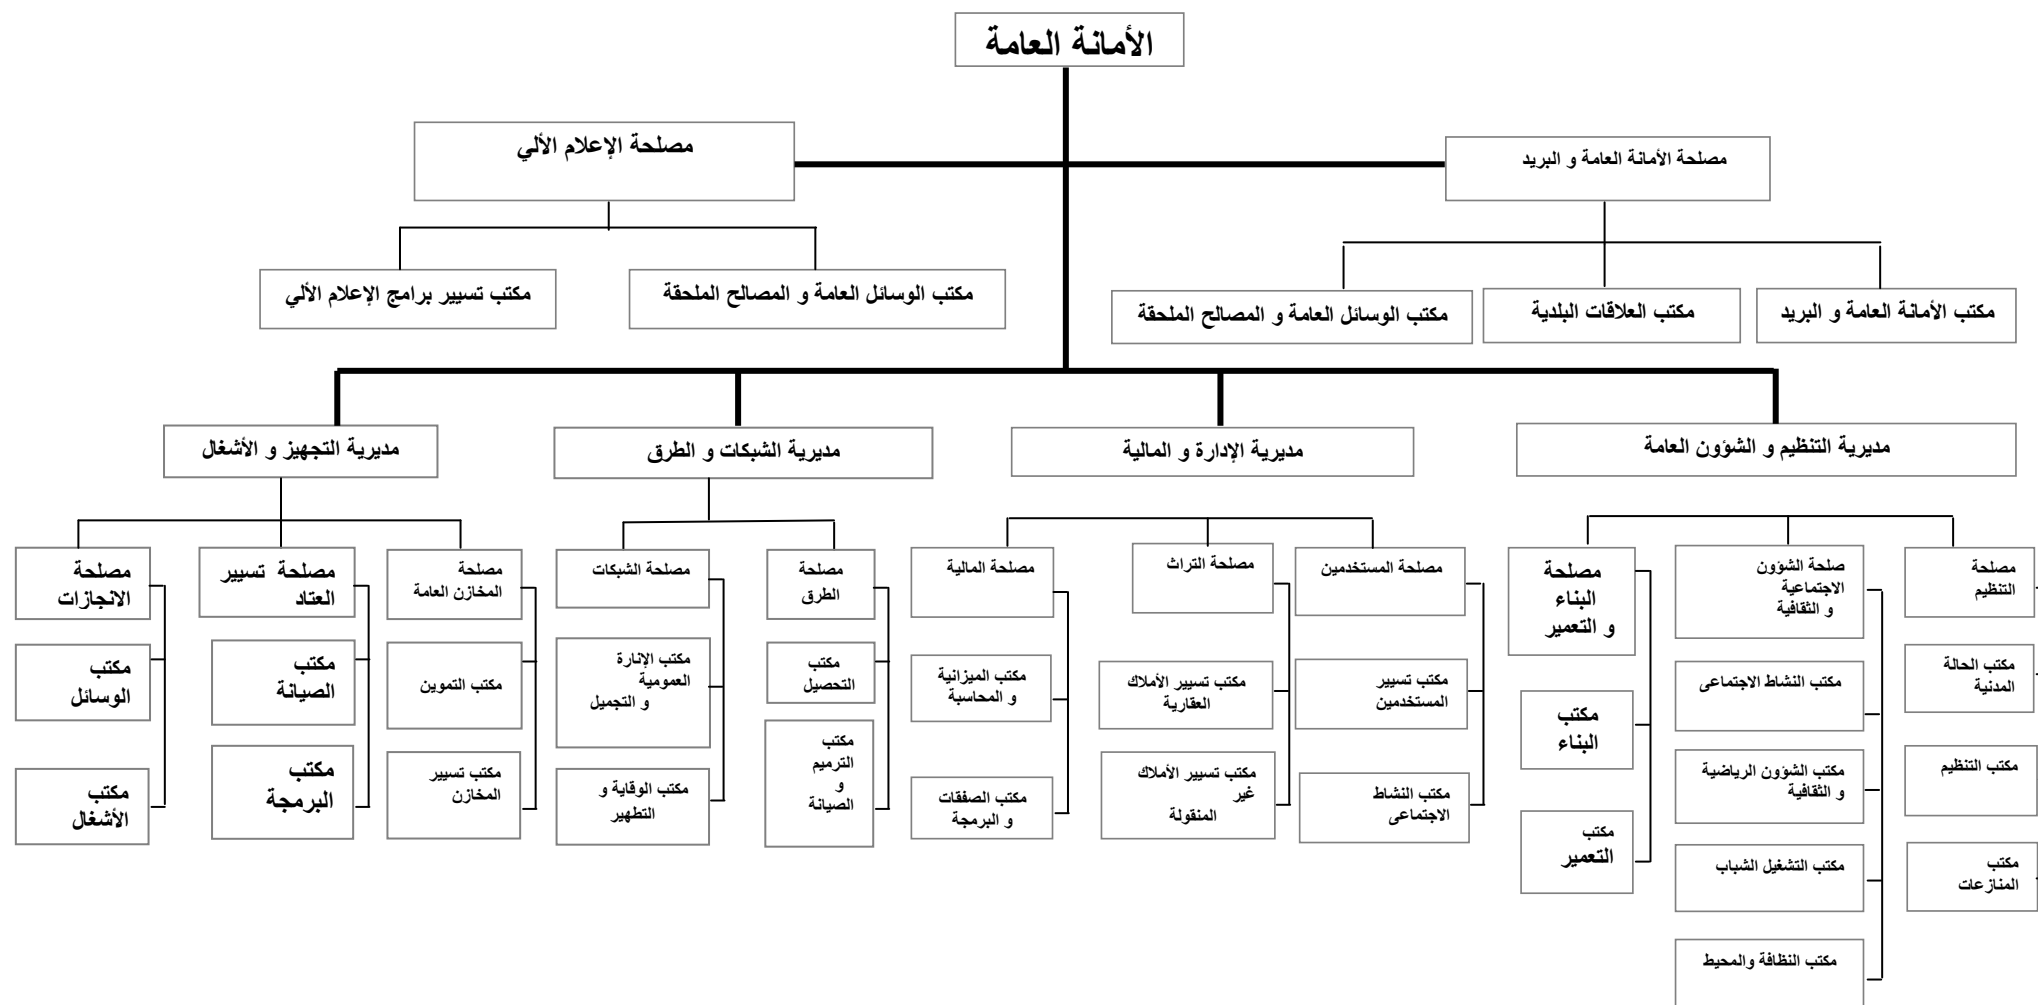 الأمانة العامة
مصلحة الأمانة العامة و البريد
مصلحة الإعلام الألي
مكتب الأمانة العامة و البريد
مكتب العلاقات البلدية
مكتب الوسائل العامة و المصالح الملحقة
مكتب الوسائل العامة و المصالح الملحقة
مكتب تسيير برامج الإعلام الألي
مديرية التنظيم و الشؤون العامة
مديرية الإدارة و المالية
مديرية الشبكات و الطرق
مديرية التجهيز و الأشغال
مصلحة
التنظيم
مكتب الحالة
المدنية
مكتب التنظيم
مكتب
المنازعات
صلحة الشؤون
الاجتماعية
و الثقافية
مكتب النشاط الاجتماعى
مكتب الشؤون الرياضية
و الثقافية
مكتب التشغيل الشباب
مكتب النظافة والمحيط
مصلحة
البناء
و التعمير
مكتب
البناء
مكتب
التعمير
مصلحة المستخدمين
مكتب تسيير
المستخدمين
مكتب النشاط
الاجتماعى
مصلحة التراث
مكتب تسيير الأملاك
العقارية
مكتب تسيير الأملاك
غير
المنقولة
مصلحة المالية
مكتب الميزانية
و المحاسبة
مكتب الصفقات
و البرمجة
مصلحة
الطرق
مكتب
التحصيل
مكتب
الترميم
و
الصيانة
مصلحة الشبكات
مكتب الإنارة
العمومية
و التجميل
مكتب الوقاية و
التطهير
مصلحة
المخازن العامة
مكتب التموين
مكتب تسيير
المخازن
مصلحة تسيير
العتاد
مكتب
الصيانة
مكتب
البرمجة
مصلحة
الانجازات
مكتب
الوسائل
مكتب
الأشغال